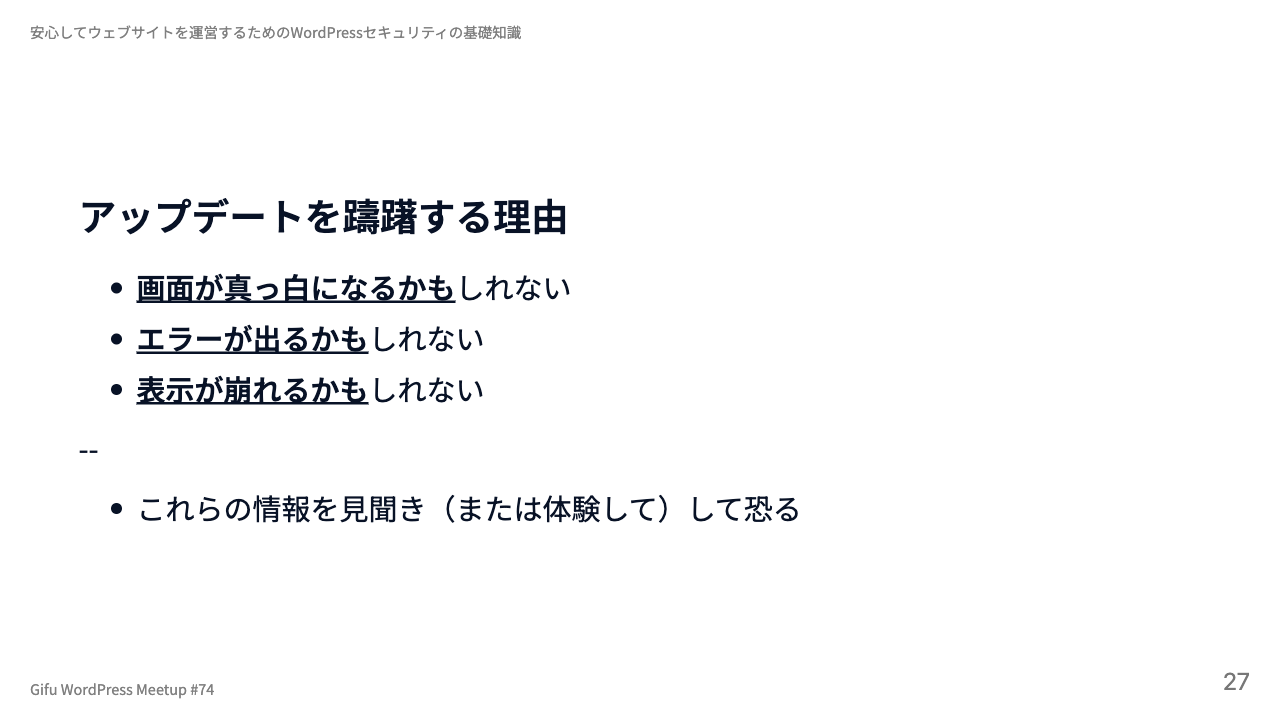 安心してウェブサイトを運営するためのWordPressセキュリティの基礎知識
アップデートを躊躇する理由
• 画面が真っ白になるかもしれない
• エラーが出るかもしれない
• 表示が崩れるかもしれない
--
• これらの情報を見聞き（または体験して）して恐る
Gifu WordPress Meetup #74
27